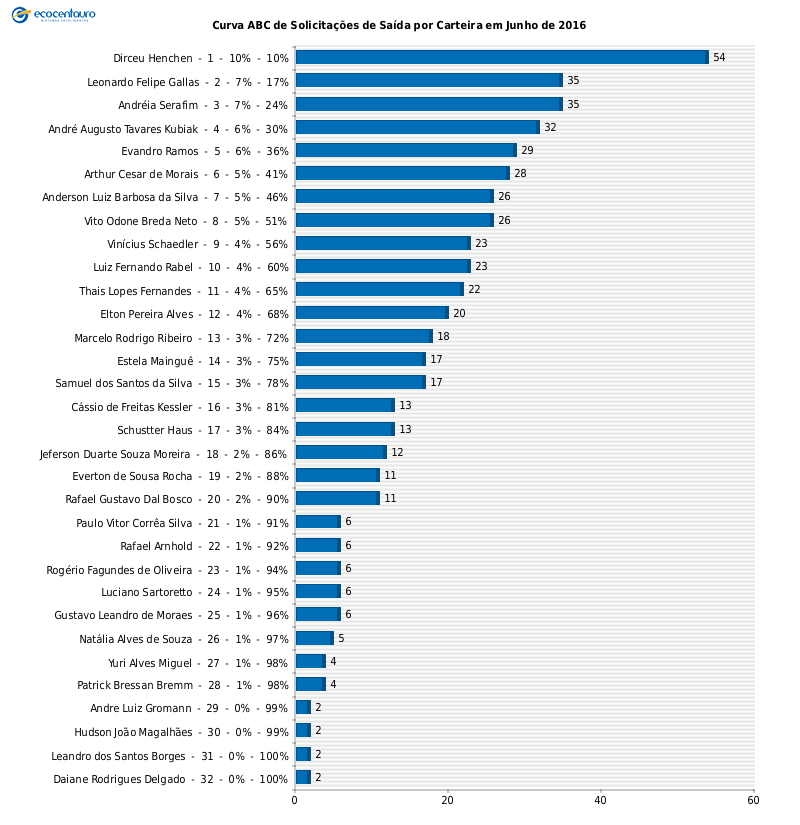 ecocentauro
Curva ABC de Solicitações de Saída por Carteira em Junho de 2016
Dirceu Henchen - 1 - 10% - 10% 54
Leonardo Felipe Gallas - 2 - 7% - 17% 35
Andréia Serafim - 3 - 7% - 24% 35
André Augusto Tavares Kubiak - 4 - 6% - 30% 32
Evandro Ramos - 5 - 6% - 36% 29
Arthur Cesar de Morais - 6 - 5% - 41% 28
Anderson Luiz Barbosa da Silva - 7 - 5% - 46% 26
Vito Odone Breda Neto - 8 - 5% - 51% 26
Vinícius Schaedler - 9 - 4% - 56% 23
Luiz Fernando Rabel - 10 - 4% - 60% 23
Thais Lopes Fernandes - 11 - 4% - 65% 22
Elton Pereira Alves - 12 - 4% - 68% 20
Marcelo Rodrigo Ribeiro - 13 - 3% - 72% 18
Estela Mainguê - 14 - 3% - 75% 17
Samuel dos Santos da Silva - 15 - 3% - 78% 17
Cássio de Freitas Kessler - 16 - 3% - 81% 13
Schustter Haus - 17 - 3% - 84% 13
Jeferson Duarte Souza Moreira - 18 - 2% - 86% 12
Everton de Sousa Rocha - 19 - 2% - 88% 11
Rafael Gustavo Dal Bosco - 20 - 2% - 90% 11
Paulo Vitor Corrêa Silva - 21 - 1% - 91% 6
Rafael Arnhold - 22 - 1% - 92% 6
Rogério Fagundes de Oliveira - 23 - 1% - 94% 6
Luciano Sartoretto - 24 - 1% - 95% 6
Gustavo Leandro de Moraes - 25 - 1% - 96% 6
Natália Alves de Souza - 26 - 1% - 97% 5
Yuri Alves Miguel - 27 - 1% - 98% 4
Patrick Bressan Bremm - 28 - 1% - 98% 4
Andre Luiz Gromann - 29 - 0% - 99% 2
Hudson João Magalhães - 30 - 0% - 99% 2
Leandro dos Santos Borges - 31 - 0% - 100% 2
Daiane Rodrigues Delgado - 32 - 0% - 100% 2
0 20 40 60